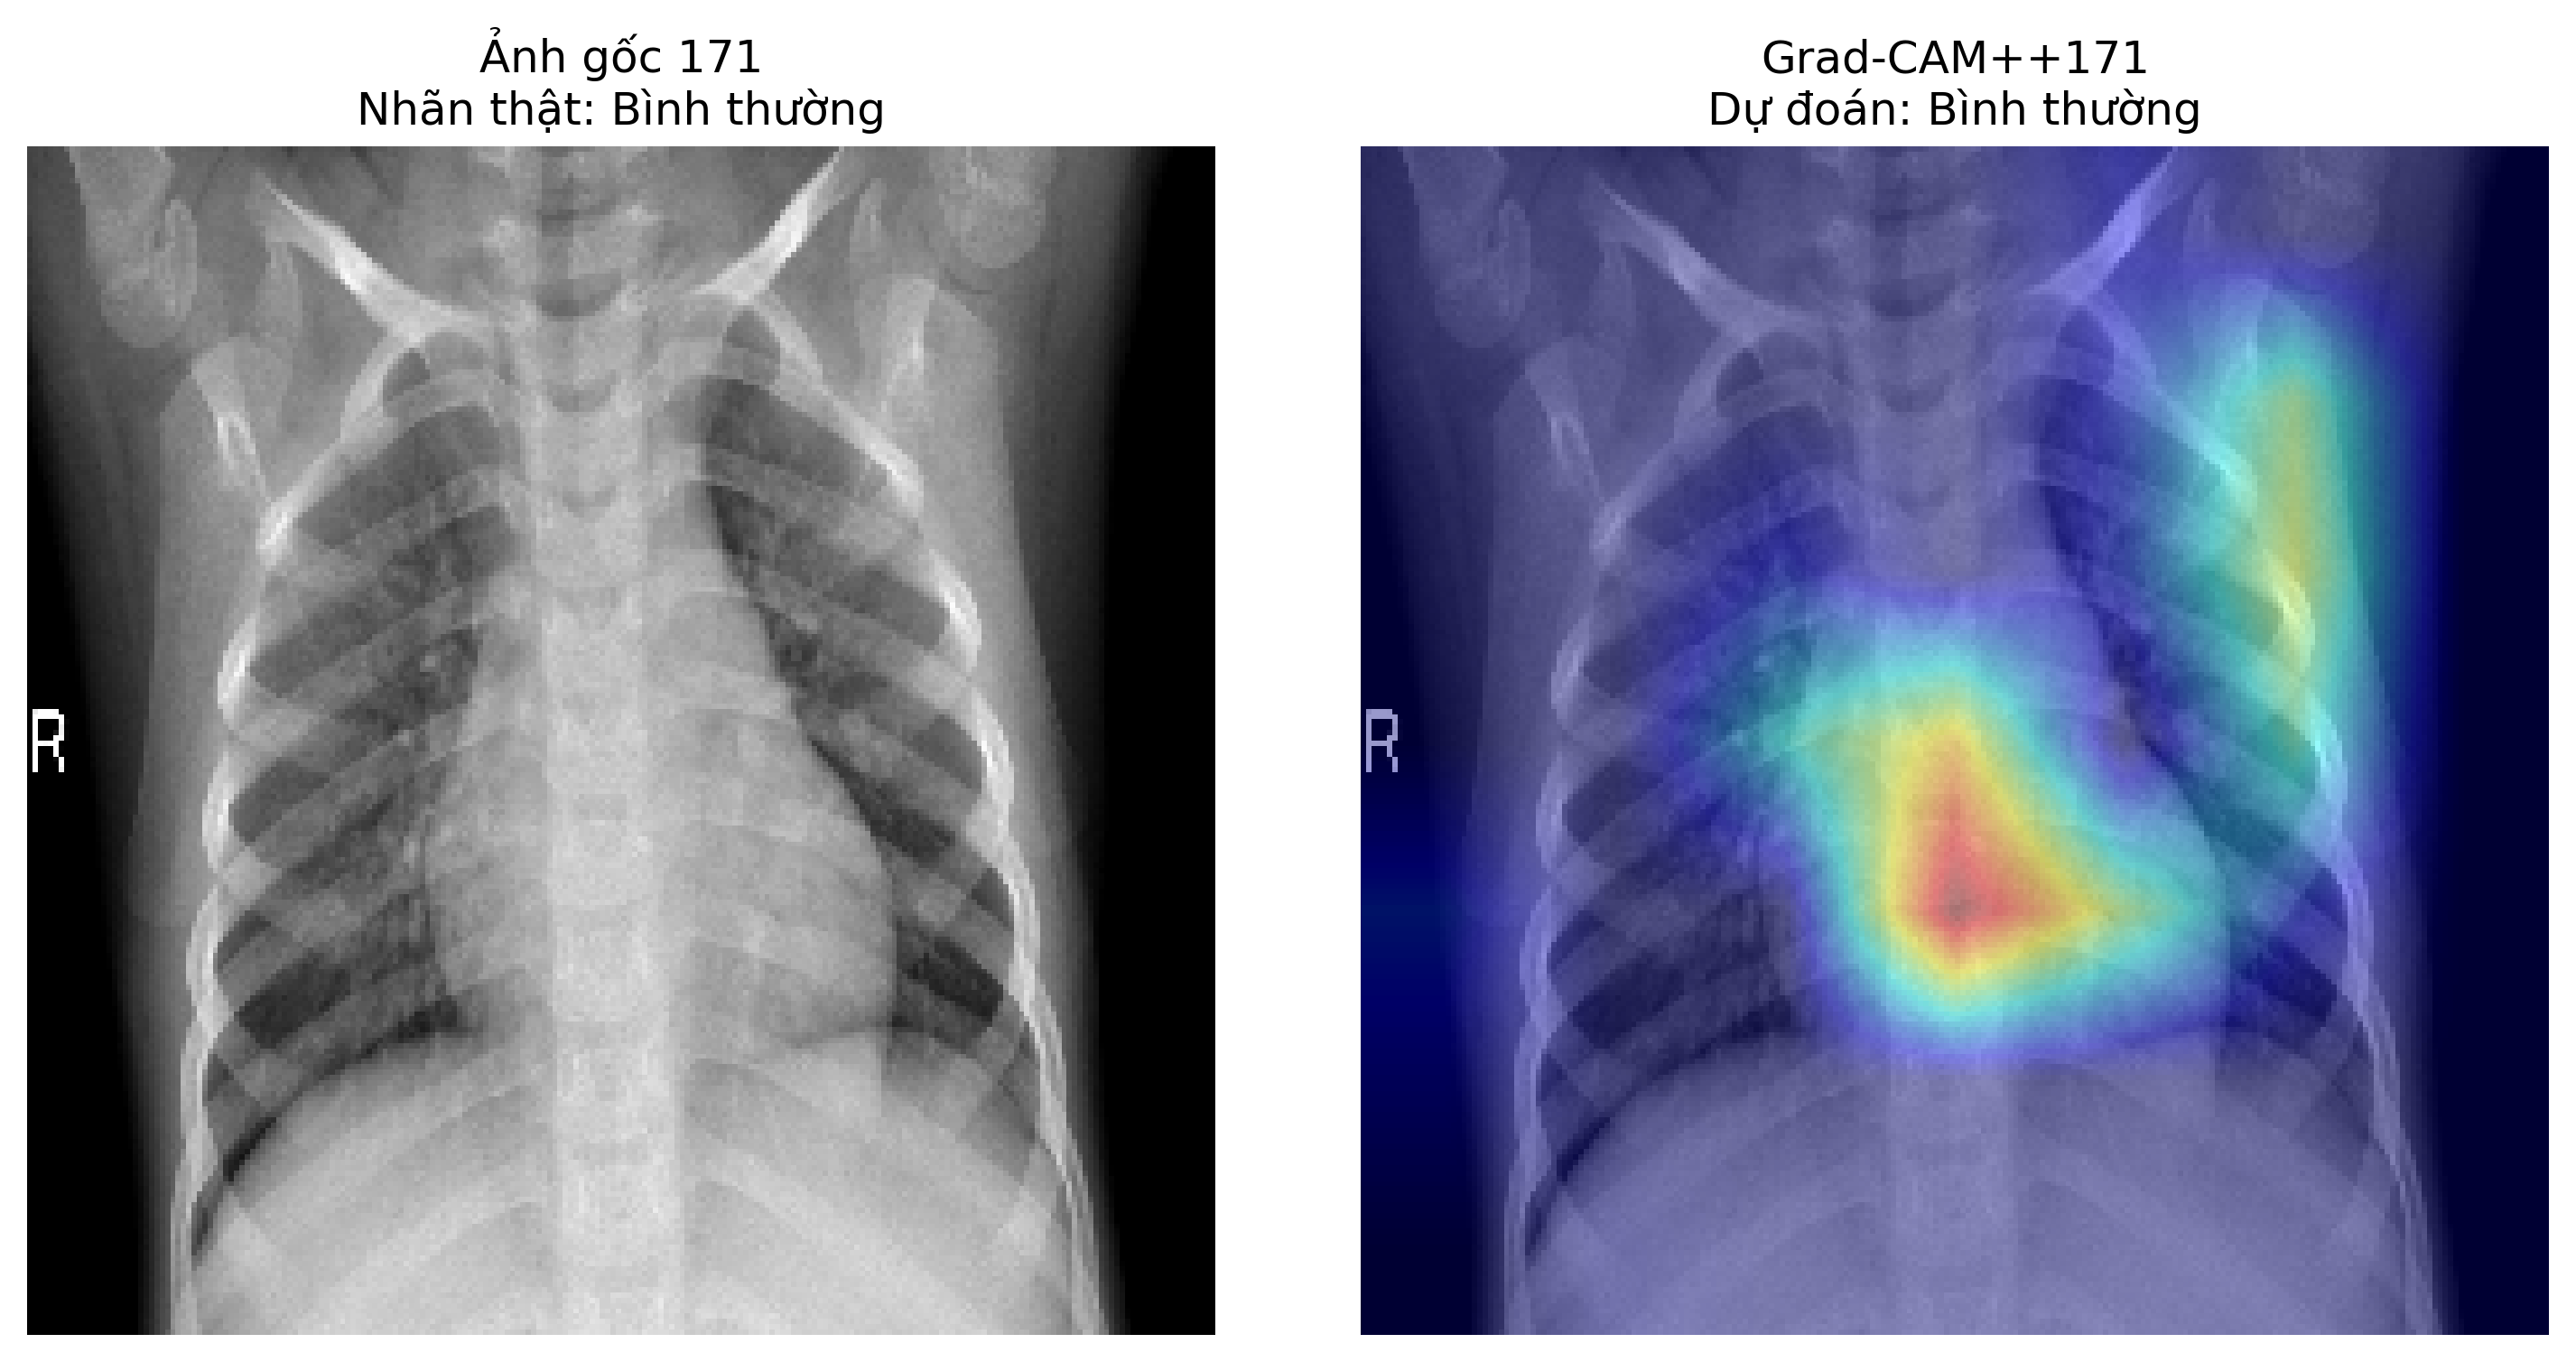 Ảnh gốc 171
Nhãn thật: Bình thường
R
Grad-CAM++171
Dự đoán: Bình thường
R